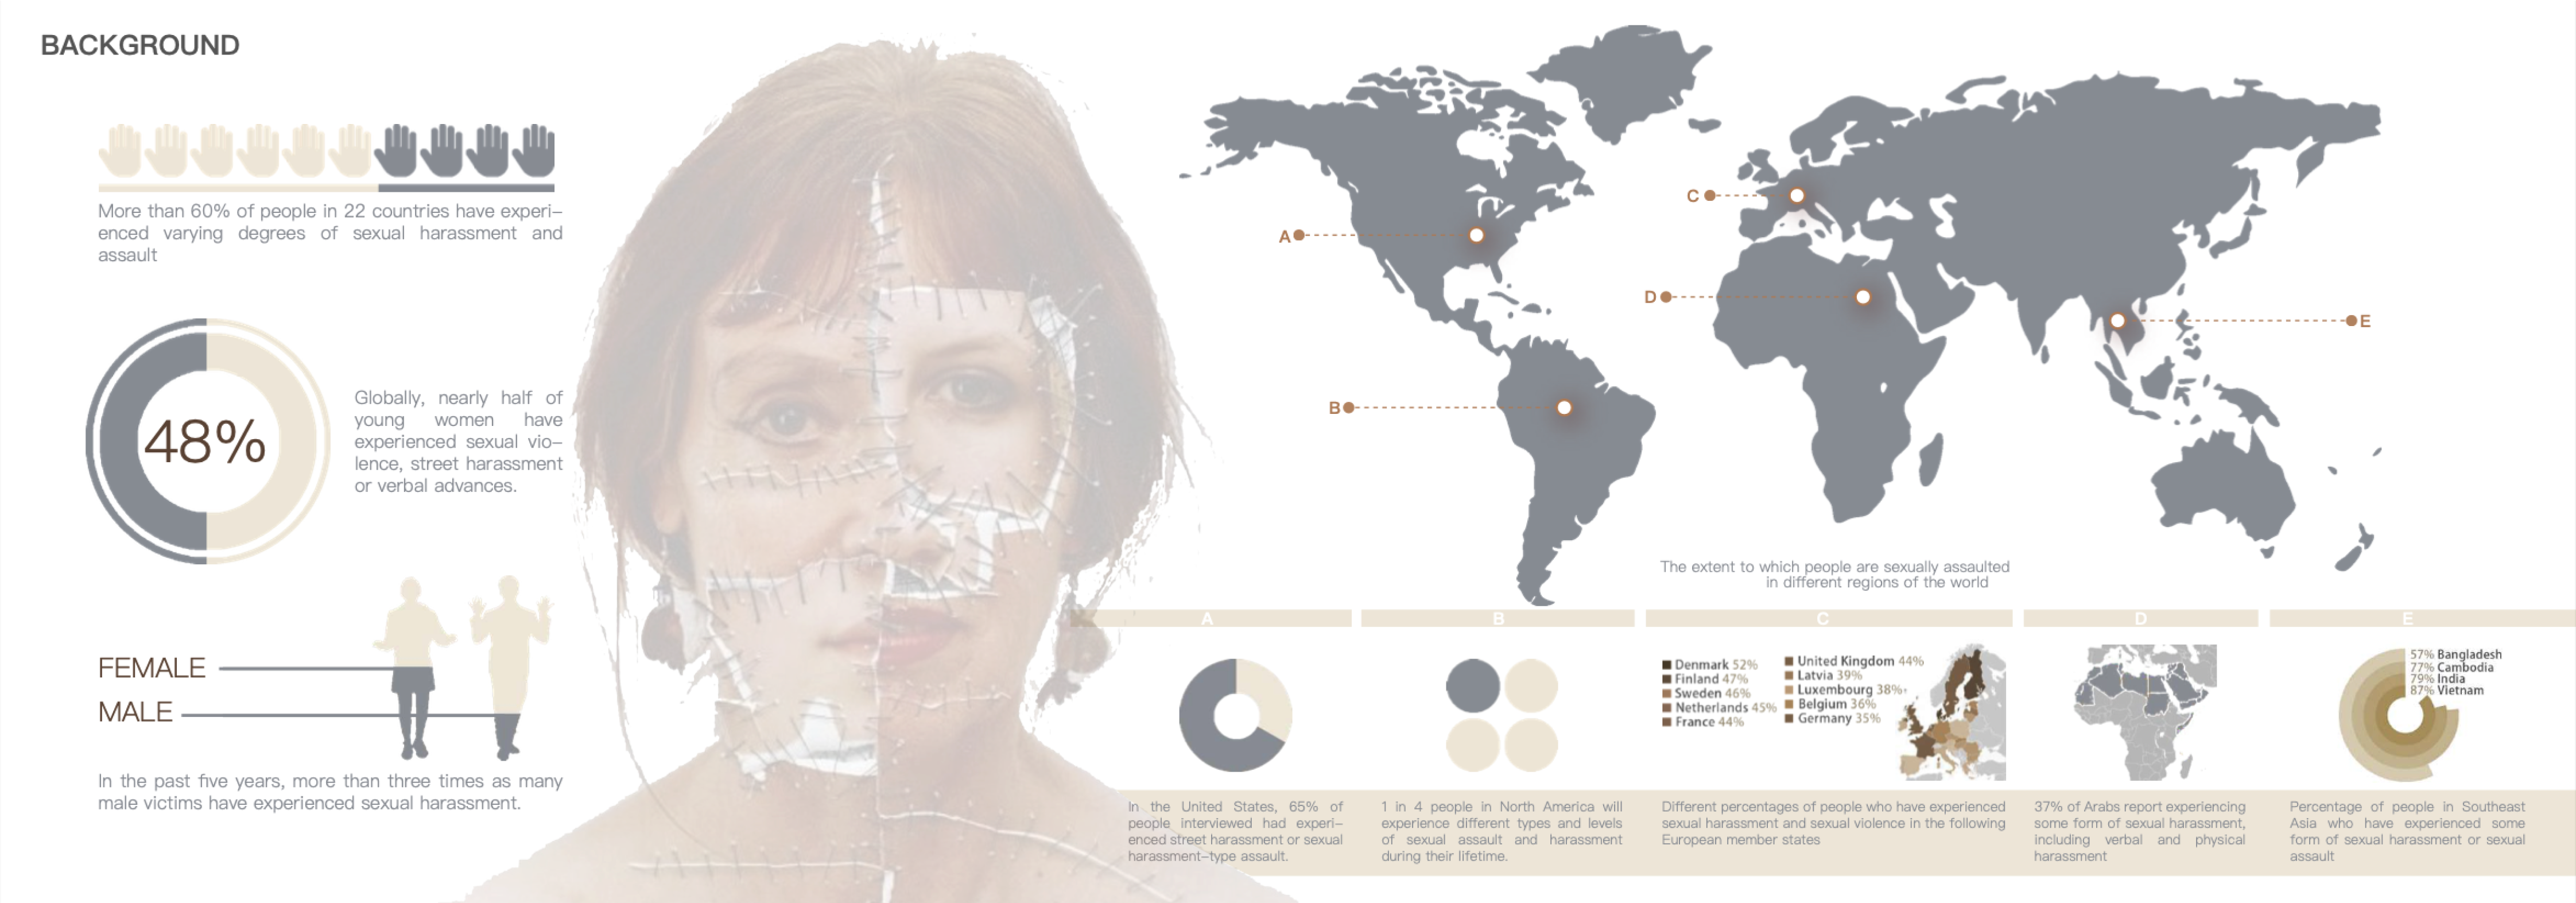 BACKGROUND
More than 60% of people in 22 countries have experi-
enced varying degrees of sexual harassment and
assault
48%
Globally, nearly half of
young women have
experienced sexual vio-
lence, street harassment
or verbal advances.
FEMALE
MALE
In the past five years, more than three times as many
male victims have experienced sexual harassment.
A
B
C
D
E
The extent to which people are sexually assaulted
in different regions of the world
A
In the United States, 65% of
people interviewed had experi-
enced street harassment or sexual
harassment-type assault.
B
1 in 4 people in North America will
experience different types and levels
of sexual assault and harassment
during their lifetime.
C
Denmark 52%
Finland 47%
Sweden 46%
Netherlands 45%
France 44%
United Kingdom 44%
Latvia 39%
Luxembourg 38%
Belgium 36%
Germany 35%
Different percentages of people who have experienced
sexual harassment and sexual violence in the following
European member states
D
37% of Arabs report experiencing
some form of sexual harassment,
including verbal and physical
harassment
E
57% Bangladesh
77% Cambodia
79% India
87% Vietnam
Percentage of people in Southeast
Asia who have experienced some
form of sexual harassment or sexual
assault